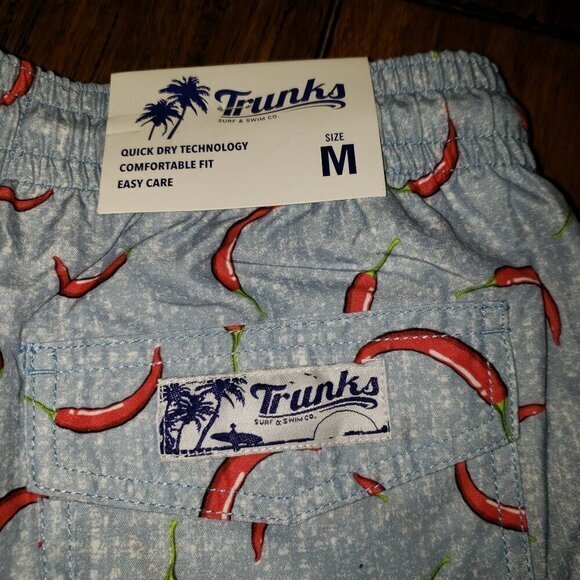 Trunks
SURF & SWIM CO.
QUICK DRY TECHNOLOGY
COMFORTABLE FIT
EASY CARE
SIZE
M
Trunks
SURF & SWIM CO.